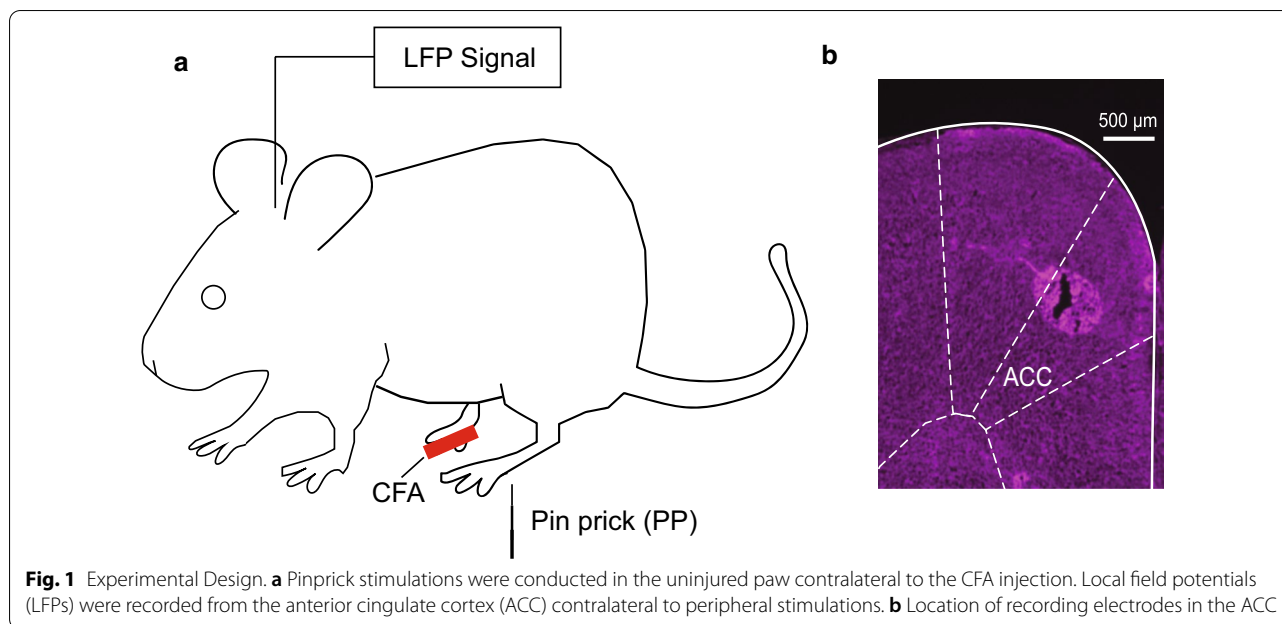 a
LFP Signal
CFA
Pin prick (PP)
b
500 µm
ACC
Fig. 1 Experimental Design. a Pinprick stimulations were conducted in the uninjured paw contralateral to the CFA injection. Local field potentials
(LFPs) were recorded from the anterior cingulate cortex (ACC) contralateral to peripheral stimulations. b Location of recording electrodes in the ACC